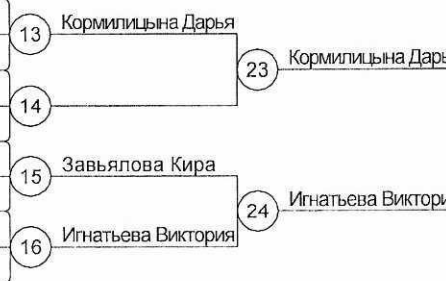 13 Кормилицына Дарья
23 Кормилицына Дарь
14
15 Завьялова Кира
24 Игнатьева Виктори
16 Игнатьева Виктория